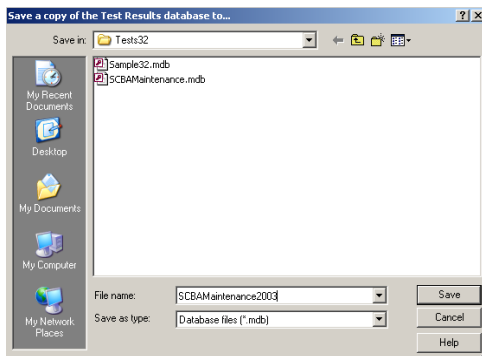 Save a copy of the Test Results database to...
Save in:
Tests32
My Recent
Documents
Desktop
My Documents
My Computer
My Network
Places
Sample32.mdb
SCBAMaintenance.mdb
File name:
SCBAMaintenance2003
Save
Save as type:
Database files (*.mdb)
Cancel
Help